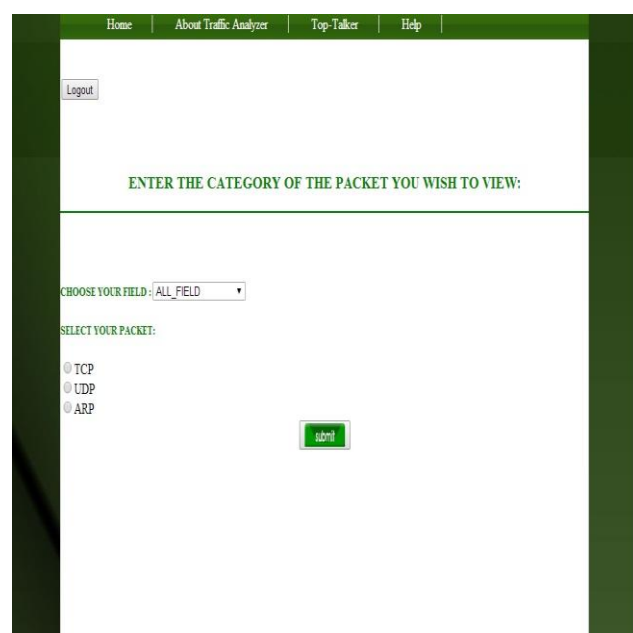 Home About Traffic Analyzer Top-Talker Help
Logout
ENTER THE CATEGORY OF THE PACKET YOU WISH TO VIEW:
CHOOSE YOUR FIELD : ALL_FIELD
SELECT YOUR PACKET:
TCP
UDP
ARP
submit